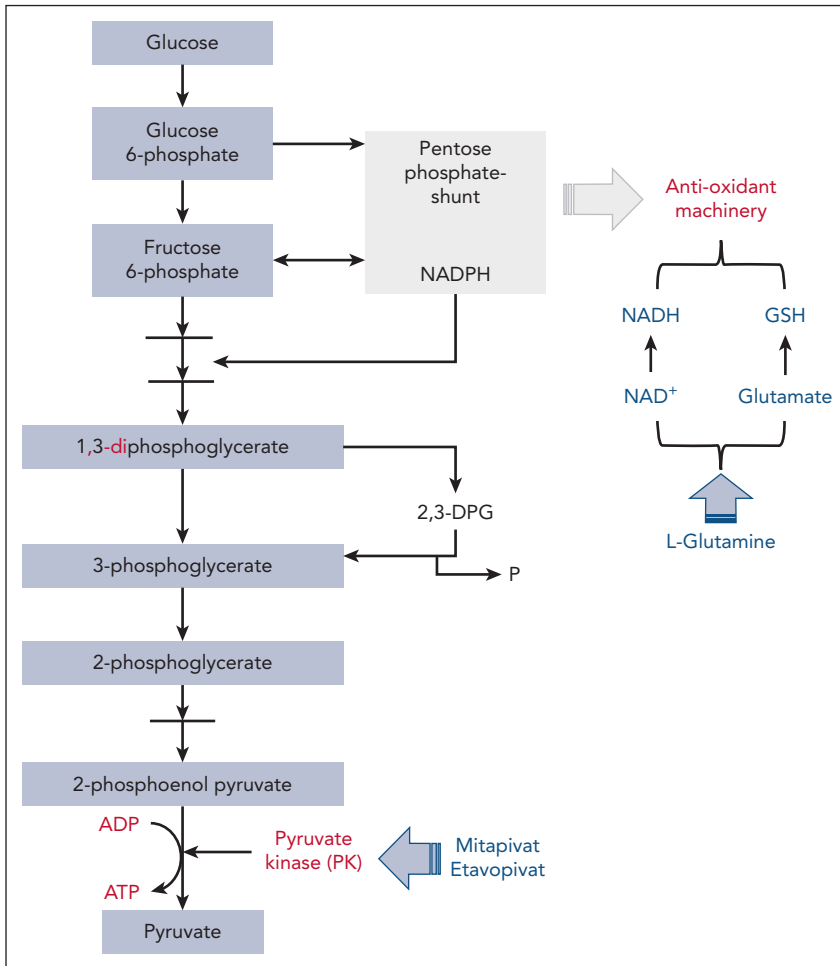 Glucose
Glucose
6-phosphate
Pentose
phosphate-
shunt
NADPH
Anti-oxidant
machinery
Fructose
6-phosphate
NADH
GSH
NAD⁺
Glutamate
L-Glutamine
1,3-diphosphoglycerate
2,3-DPG
P
3-phosphoglycerate
2-phosphoglycerate
2-phosphoenol pyruvate
ADP
ATP
Pyruvate
kinase (PK)
Mitapivat
Etavopivat
Pyruvate